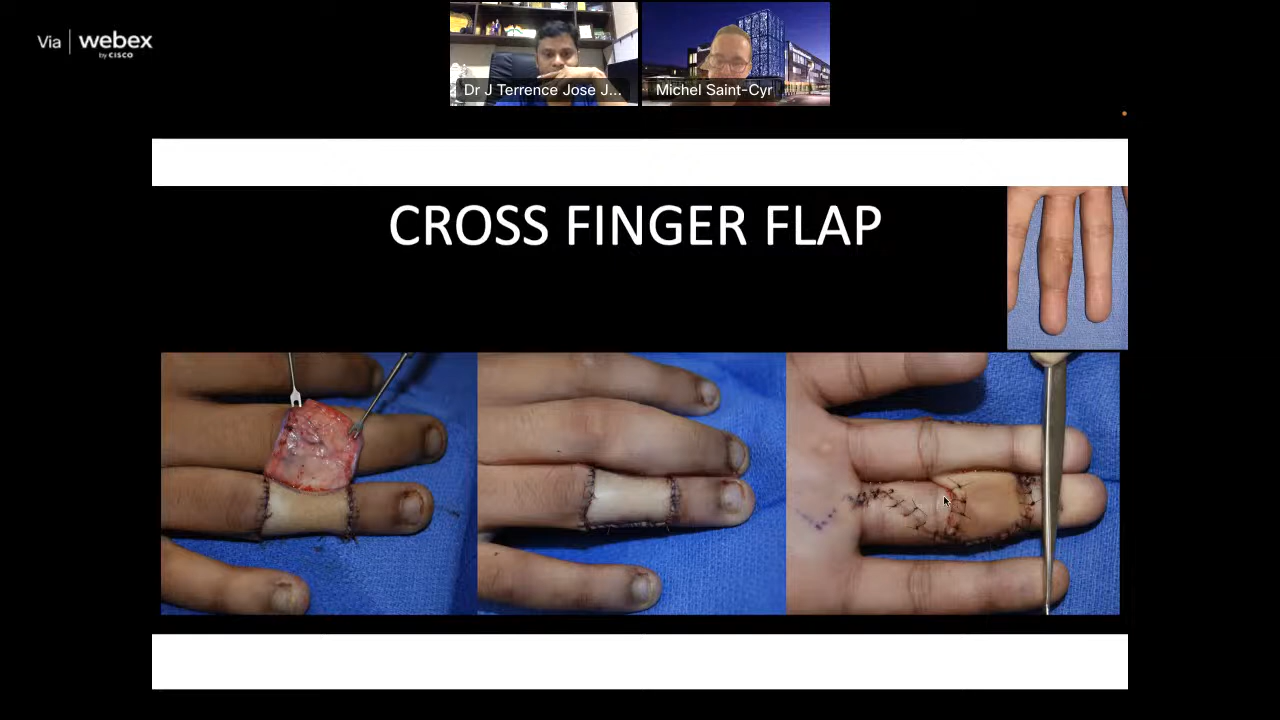 Via | webex
by CISCO
Dr J Terrence Jose J...
Michel Saint-Cyr
CROSS FINGER FLAP